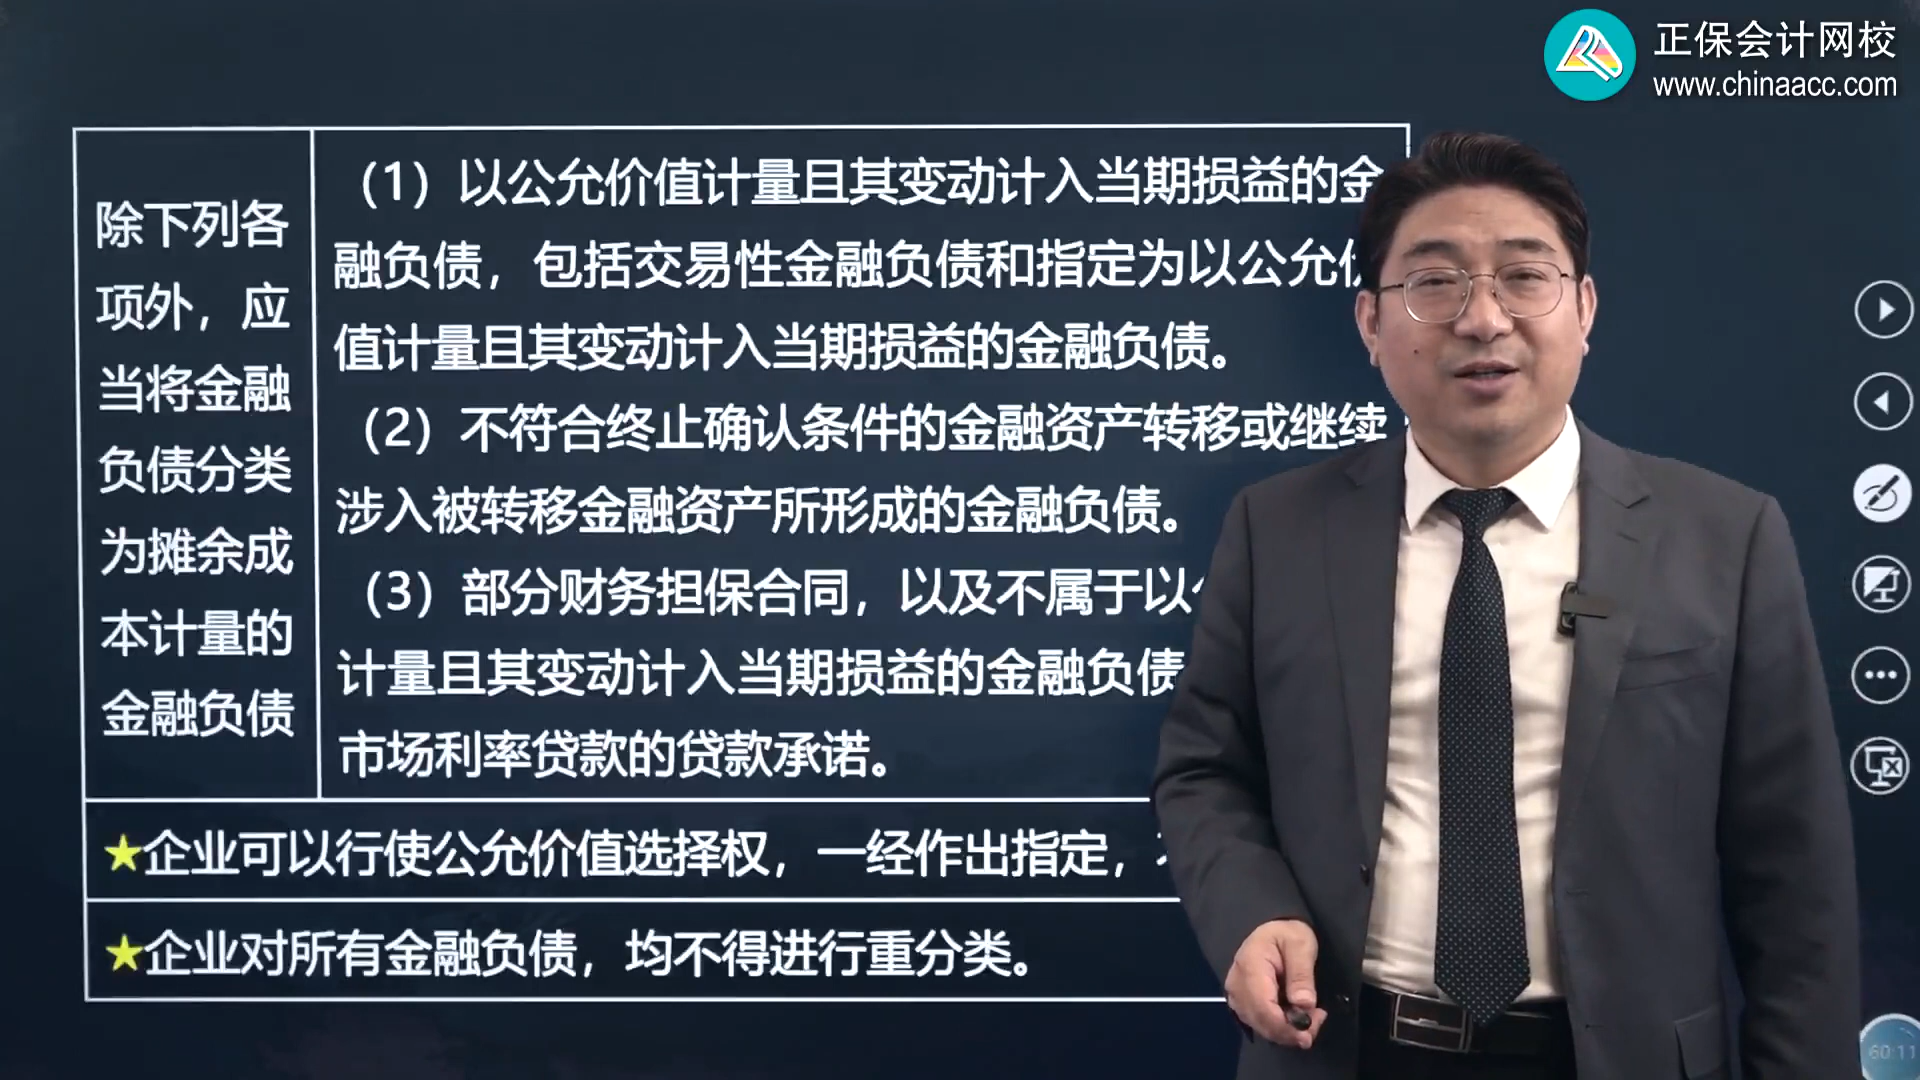 正保会计网校
www.chinaacc.com
除下列各
项外，应
当将金融
负债分类
为摊余成
本计量的
金融负债
（1）以公允价值计量且其变动计入当期损益的金
融负债，包括交易性金融负债和指定为以公允价
值计量且其变动计入当期损益的金融负债。
（2）不符合终止确认条件的金融资产转移或继续
涉入被转移金融资产所形成的金融负债。
（3）部分财务担保合同，以及不属于以
计量且其变动计入当期损益的金融负债
市场利率贷款的贷款承诺。
★企业可以行使公允价值选择权，一经作出指定，
★企业对所有金融负债，均不得进行重分类。
60:11